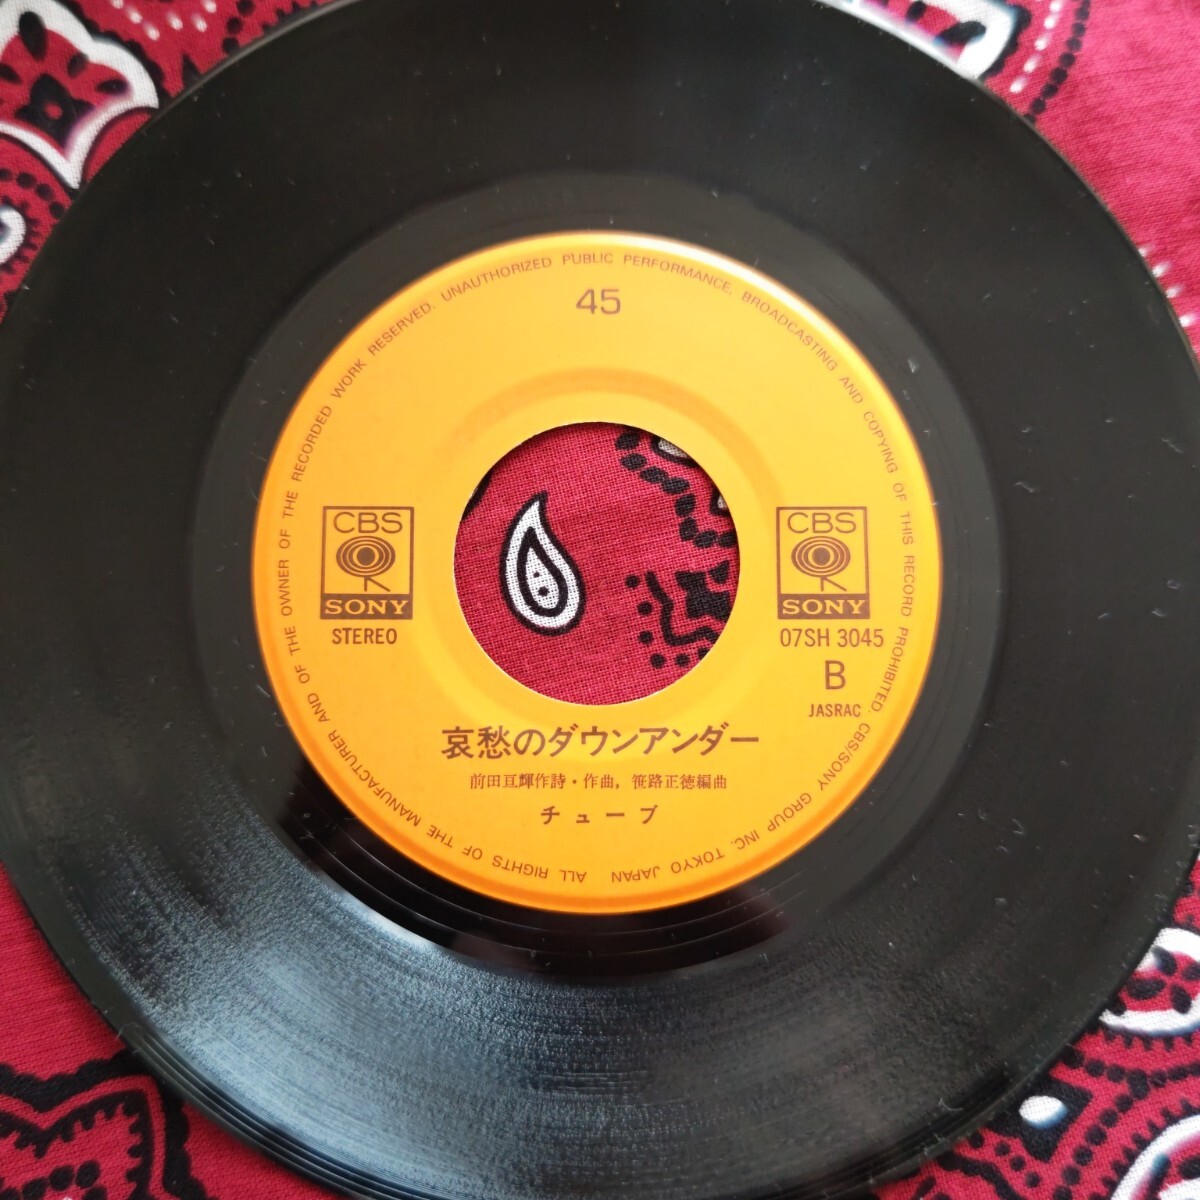 45
CBS
SONY
STEREO
CBS
SONY
07SH 3045
B
JASRAC
哀愁のダウンアンダー
前田亘輝作詩・作曲, 笹路正徳編曲
チューブ
ALL RIGHTS OF THE MANUFACTURER AND OF THE OWNER OF THE RECORDED WORK RESERVED. UNAUTHORIZED PUBLIC PERFORMANCE, BROADCASTING AND COPYING OF THIS RECORD PROHIBITED. CBS/SONY GROUP INC. TOKYO JAPAN